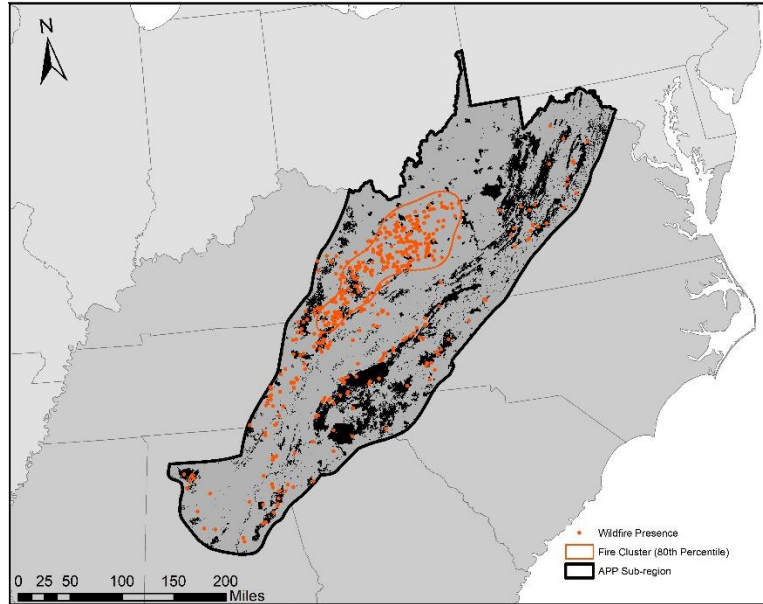 N
Wildfire Presence
Fire Cluster (80th Percentile)
APP Sub-region
0 25 50 100 150 200
Miles